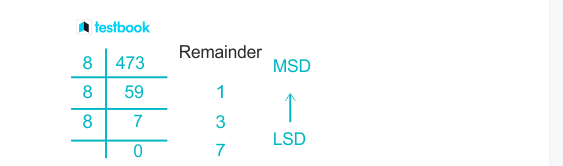 testbook
Remainder
8 473 MSD
8 59 1
8 7 3
LSD
0 7